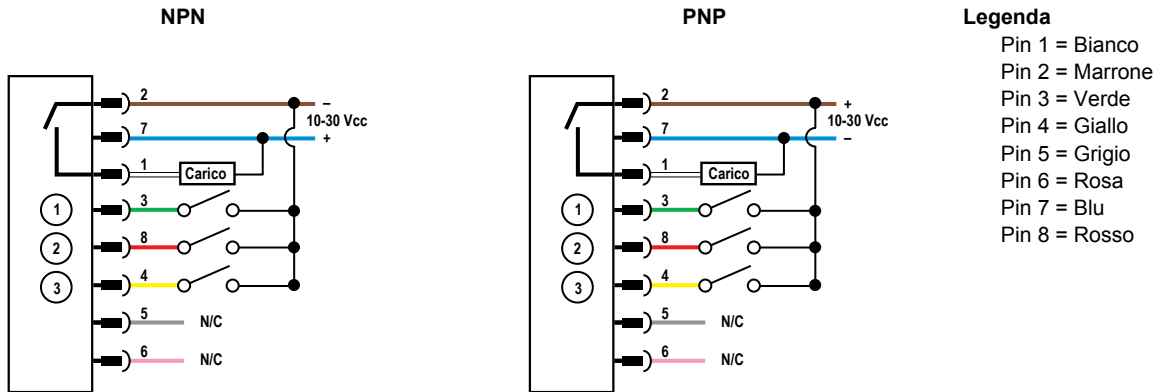 NPN
2
–
10-30 Vcc
7
+
1
Carico
1
3
2
8
3
4
5
N/C
6
N/C
PNP
2
+
10-30 Vcc
7
–
1
Carico
1
3
2
8
3
4
5
N/C
6
N/C
Legenda
Pin 1 = Bianco
Pin 2 = Marrone
Pin 3 = Verde
Pin 4 = Giallo
Pin 5 = Grigio
Pin 6 = Rosa
Pin 7 = Blu
Pin 8 = Rosso